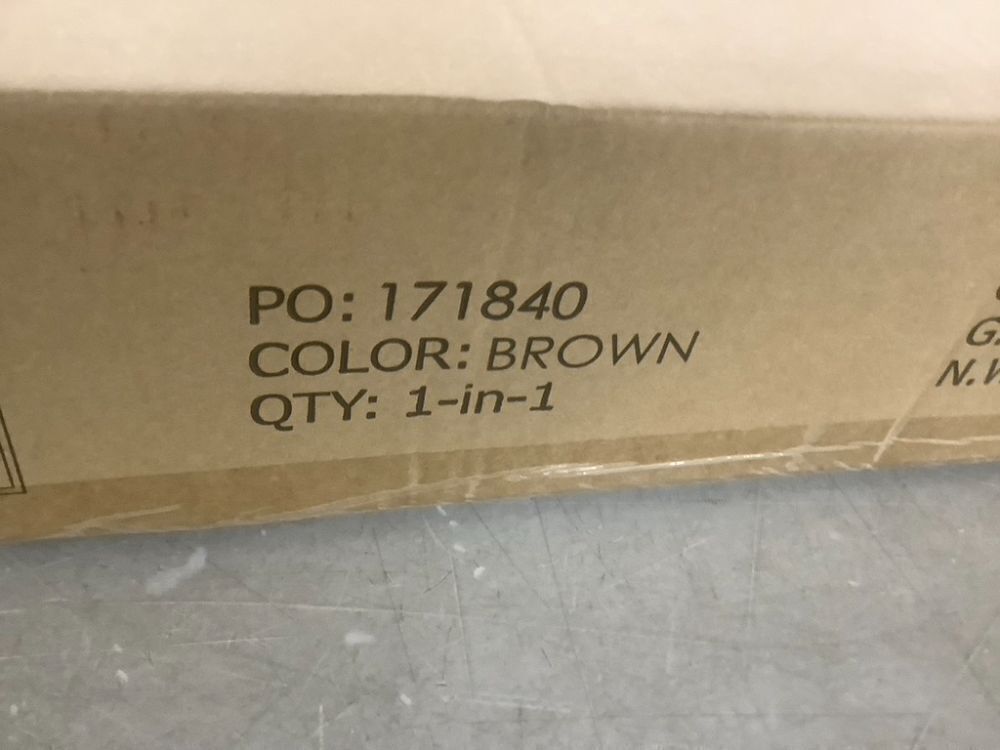 PO: 171840
COLOR: BROWN
QTY: 1-in-1